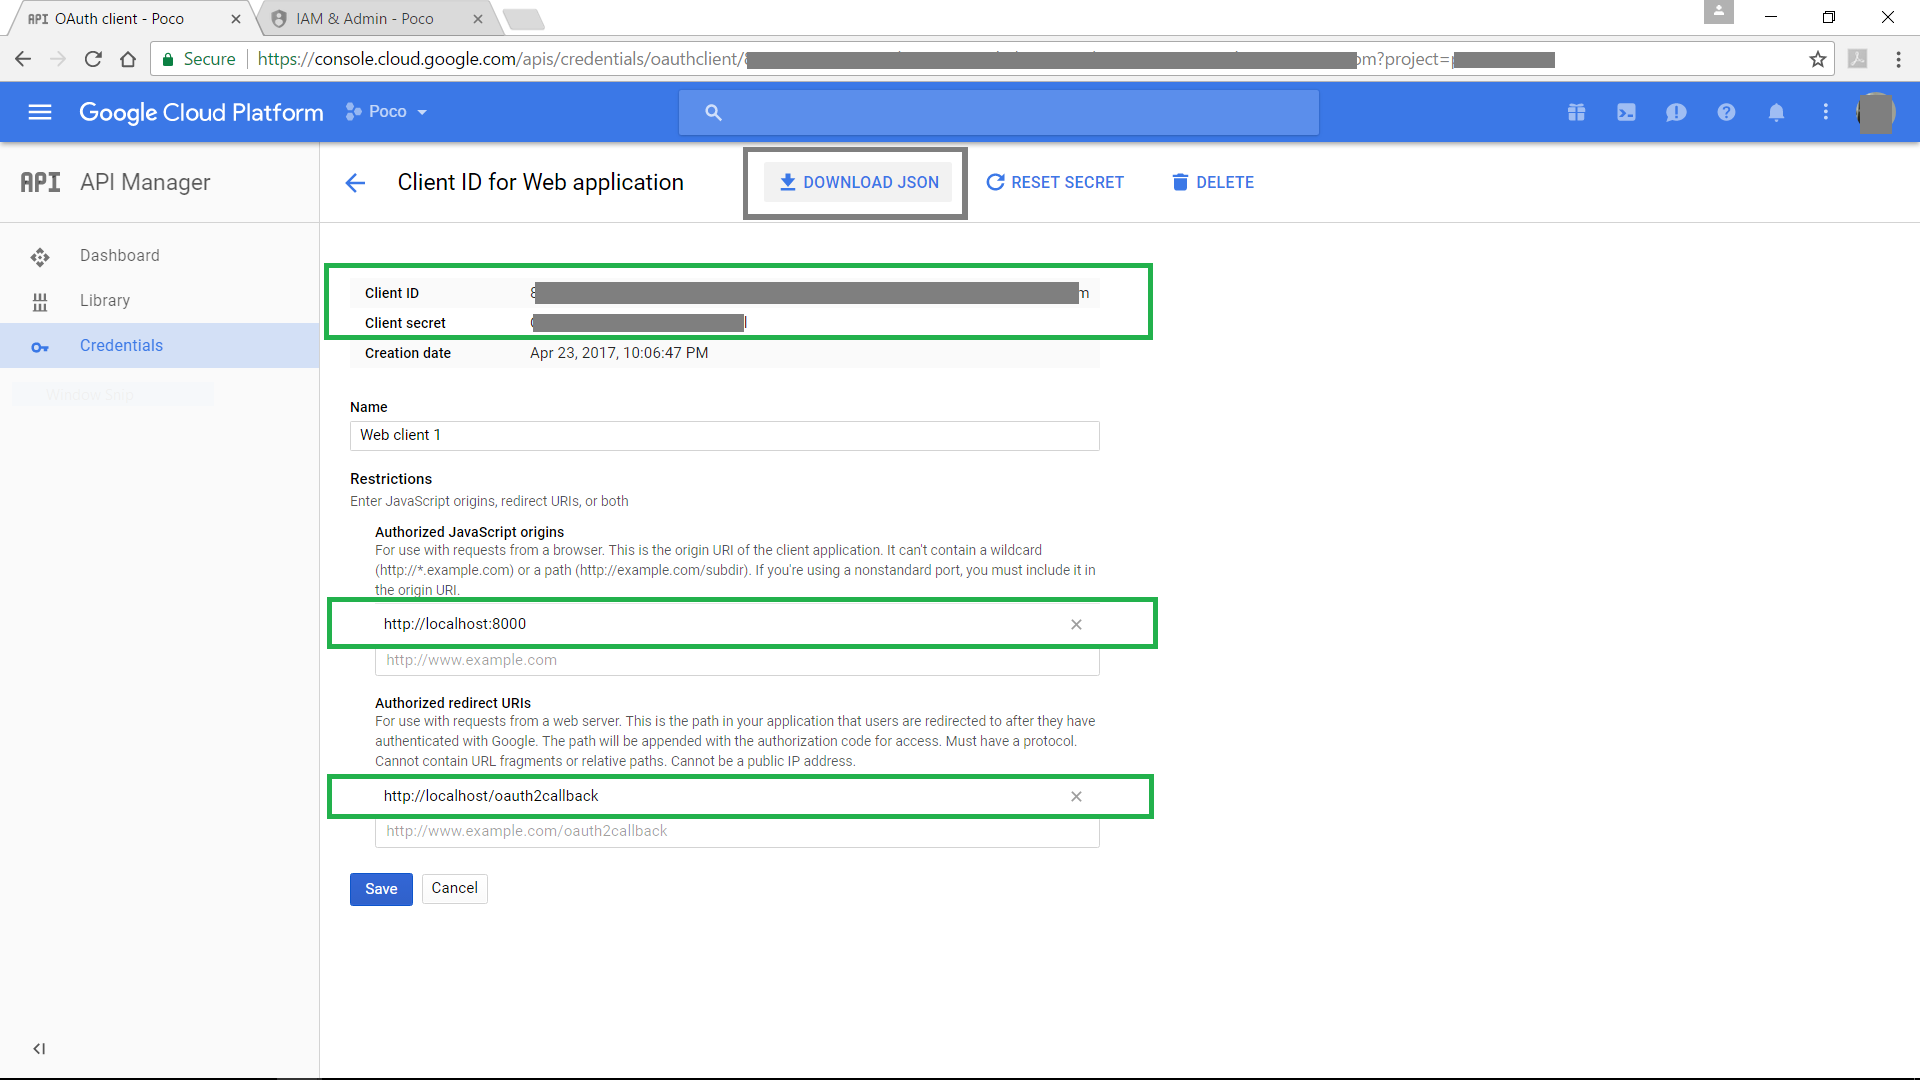 API OAuth client - Poco
IAM & Admin - Poco
Secure
https://console.cloud.google.com/apis/credentials/oauthclient/8 om?project=p
Google Cloud Platform
Poco
API API Manager
Client ID for Web application
DOWNLOAD JSON
RESET SECRET
DELETE
Dashboard
Library
Credentials
Window Snip
Client ID 8 m
Client secret l
Creation date Apr 23, 2017, 10:06:47 PM
Name
Web client 1
Restrictions
Enter JavaScript origins, redirect URIs, or both
Authorized JavaScript origins
For use with requests from a browser. This is the origin URI of the client application. It can't contain a wildcard
(http://*.example.com) or a path (http://example.com/subdir). If you're using a nonstandard port, you must include it in
the origin URI.
http://localhost:8000
http://www.example.com
Authorized redirect URIs
For use with requests from a web server. This is the path in your application that users are redirected to after they have
authenticated with Google. The path will be appended with the authorization code for access. Must have a protocol.
Cannot contain URL fragments or relative paths. Cannot be a public IP address.
http://localhost/oauth2callback
http://www.example.com/oauth2callback
Save
Cancel